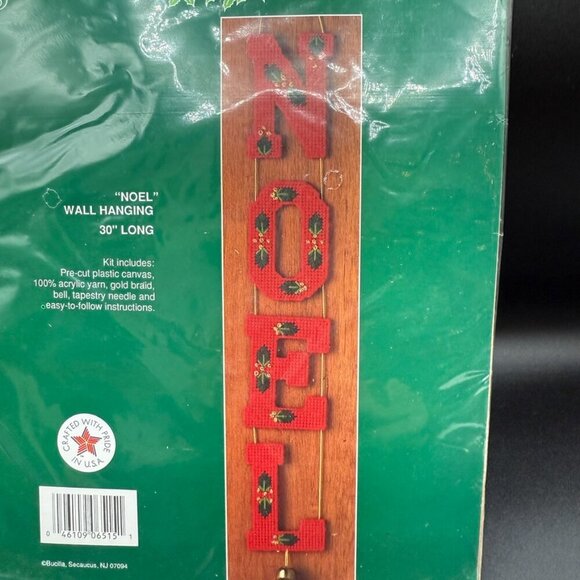 N
O
E
L
"NOEL"
WALL HANGING
30" LONG
Kit includes:
Pre-cut plastic canvas,
100% acrylic yarn, gold braid,
bell, tapestry needle and
easy-to-follow instructions.
CRAFTED WITH PRIDE
IN U.S.A
0 46109 06515 1
©Bucilla, Secaucus, NJ 07094